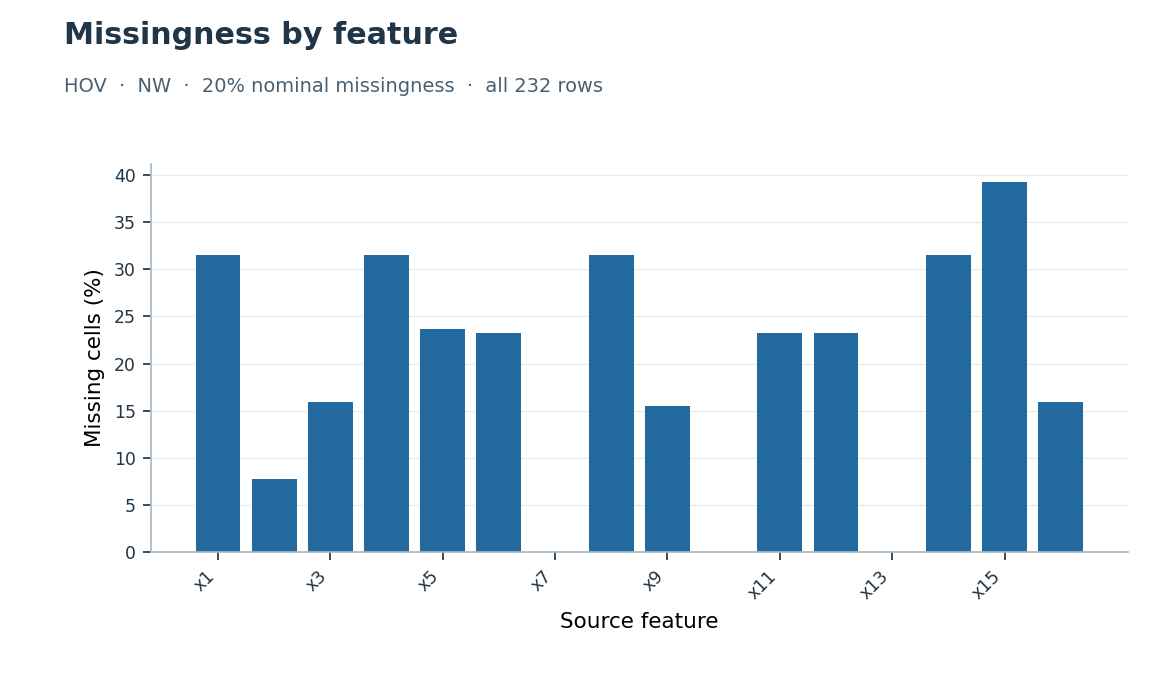 Missingness by feature
HOV · NW · 20% nominal missingness · all 232 rows
40
35
30
25
20
15
10
5
0
Missing cells (%)
x1 x3 x5 x7 x9 x11 x13 x15
Source feature